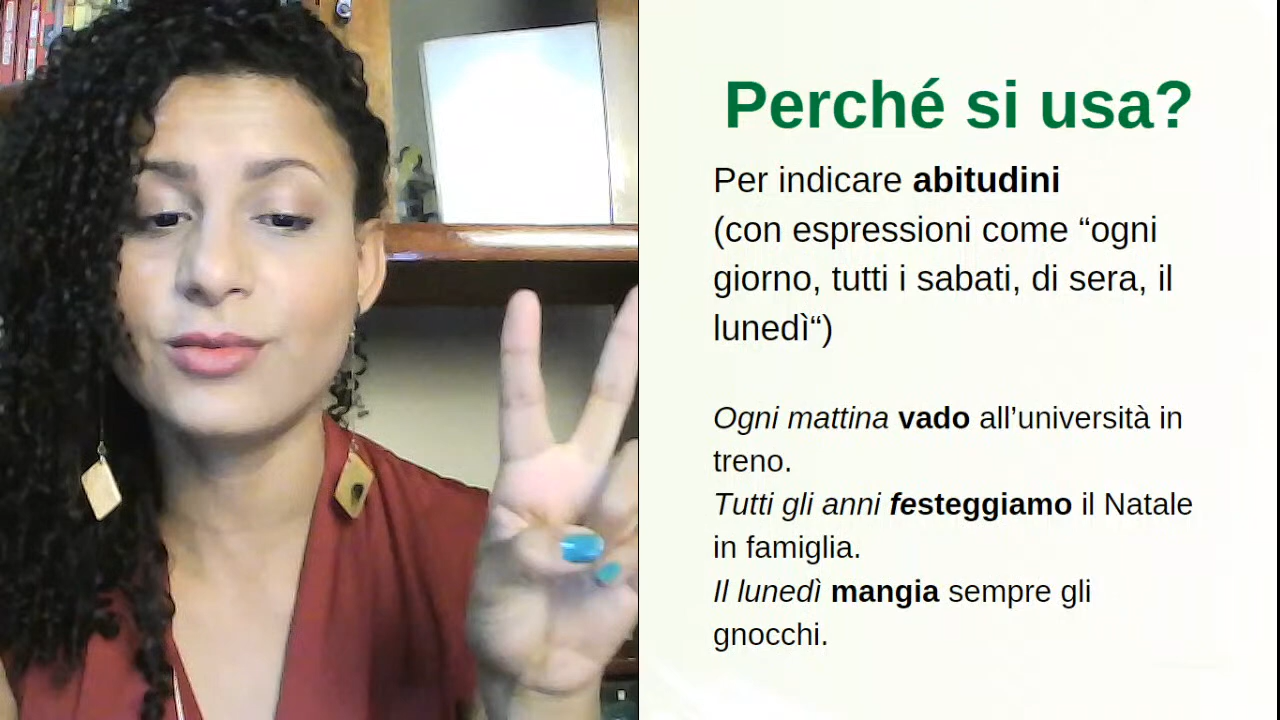 Perché si usa?
Per indicare abitudini
(con espressioni come “ogni
giorno, tutti i sabati, di sera, il
lunedì“)
Ogni mattina vado all’università in
treno.
Tutti gli anni festeggiamo il Natale
in famiglia.
Il lunedì mangia sempre gli
gnocchi.